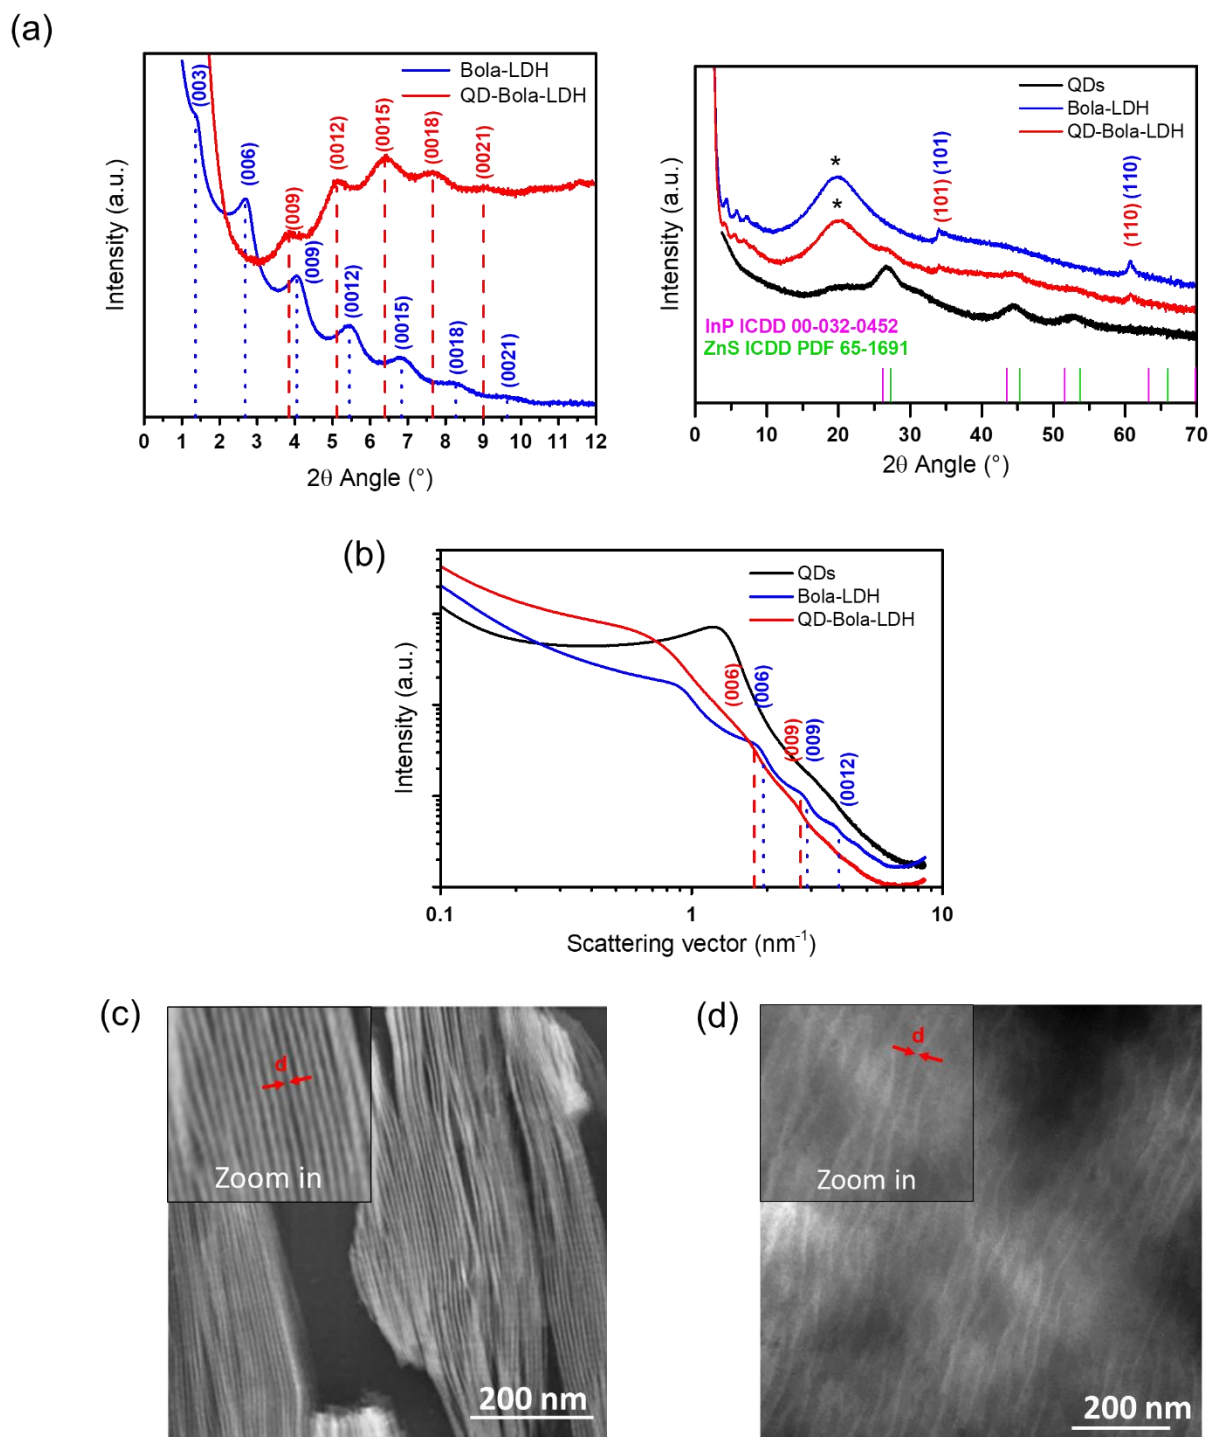 (a)
Bola-LDH
QD-Bola-LDH
(003)
(006)
(009)
(0012)
(0015)
(0018)
(0021)
(009)
(0012)
(0015)
(0018)
(0021)
Intensity (a.u.)
0 1 2 3 4 5 6 7 8 9 10 11 12
2θ Angle (°)
QDs
Bola-LDH
QD-Bola-LDH
*
*
(101) (101)
(110) (110)
InP ICDD 00-032-0452
ZnS ICDD PDF 65-1691
Intensity (a.u.)
0 10 20 30 40 50 60 70
2θ Angle (°)
(b)
QDs
Bola-LDH
QD-Bola-LDH
(006) (006)
(009) (009)
(0012)
Intensity (a.u.)
0.1 1 10
Scattering vector (nm⁻¹)
(c)
d
Zoom in
200 nm
(d)
d
Zoom in
200 nm